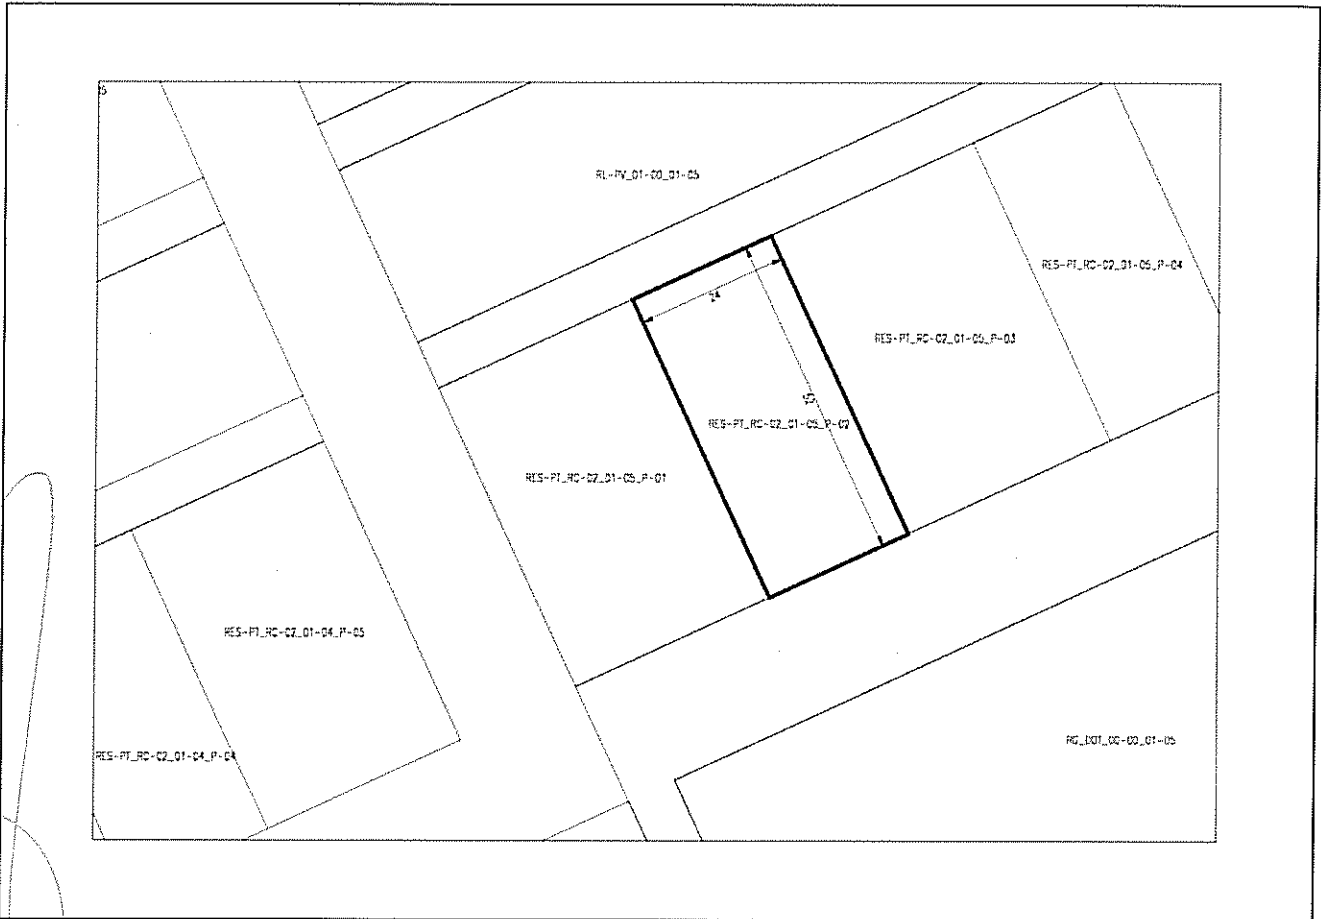 RL-PV_01-00_01-05
RES-PT_RC-02_01-05_P-04
24
RES-PT_RC-02_01-05_P-03
RES-PT_RC-02_01-05_P-02
RES-PT_RC-02_01-05_P-01
RES-PT_RC-02_01-04_P-05
RG_DOT_00-00_01-05
RES-PT_RC-02_01-04_P-04